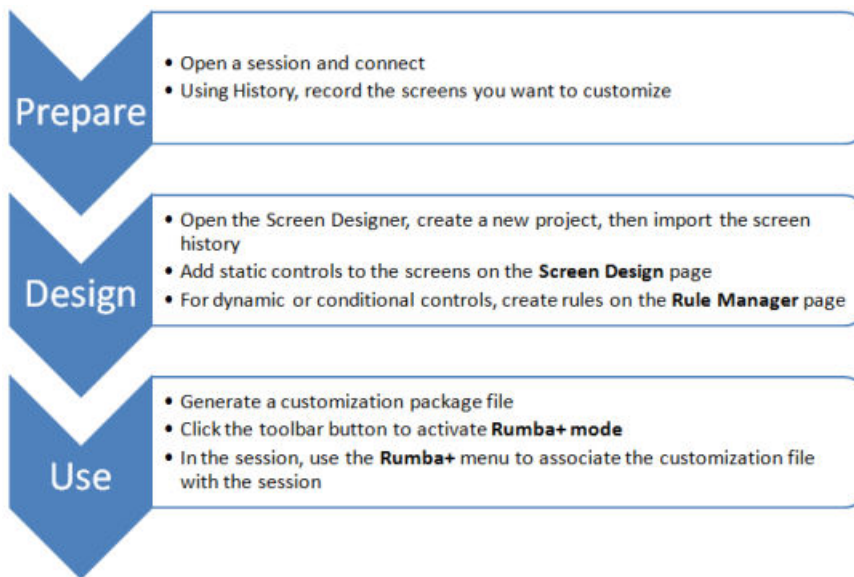 Prepare
• Open a session and connect
• Using History, record the screens you want to customize
Design
• Open the Screen Designer, create a new project, then import the screen
history
• Add static controls to the screens on the Screen Design page
• For dynamic or conditional controls, create rules on the Rule Manager page
Use
• Generate a customization package file
• Click the toolbar button to activate Rumba+ mode
• In the session, use the Rumba+ menu to associate the customization file
with the session